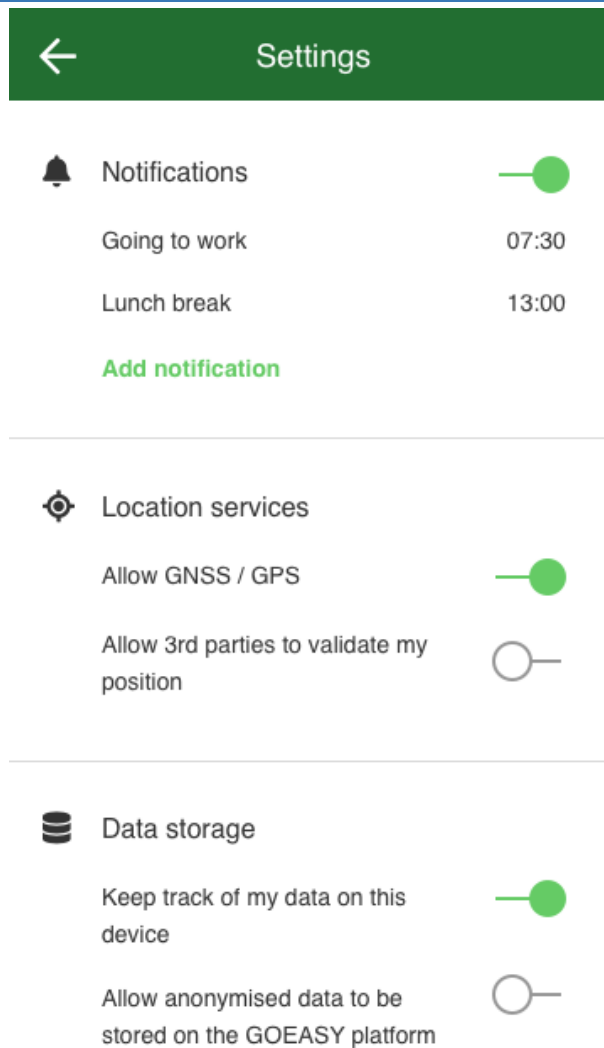 Settings
Notifications
Going to work 07:30
Lunch break 13:00
Add notification
Location services
Allow GNSS / GPS
Allow 3rd parties to validate my
position
Data storage
Keep track of my data on this
device
Allow anonymised data to be
stored on the GOEASY platform